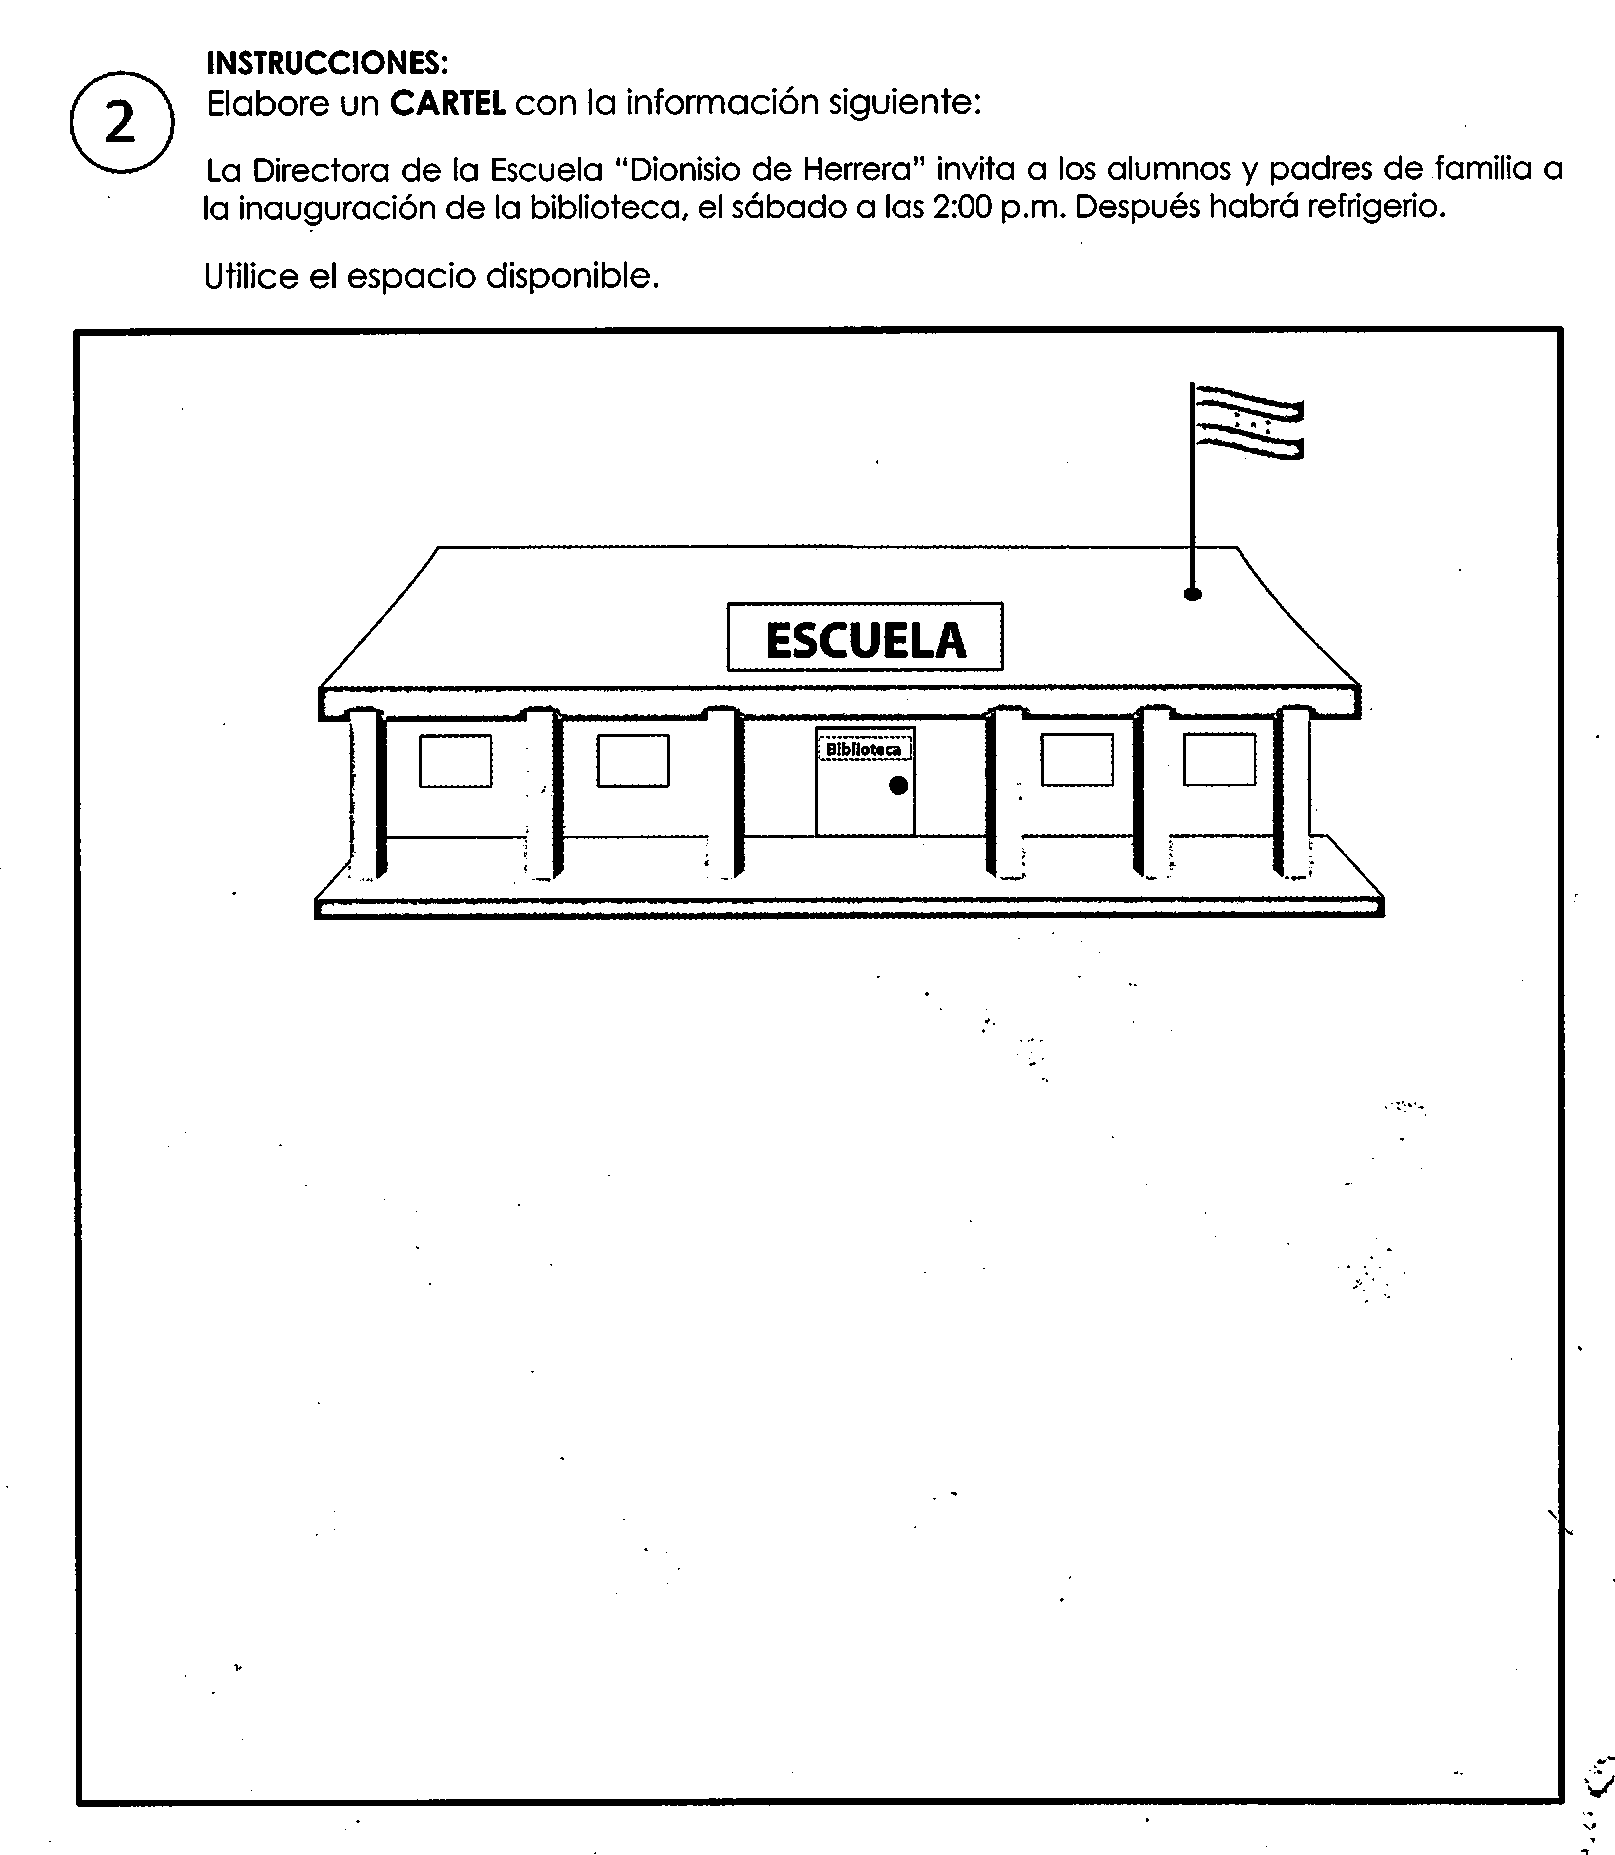 INSTRUCCIONES:
2
Elabore un CARTEL con la información siguiente:
La Directora de la Escuela "Dionisio de Herrera" invita a los alumnos y padres de familia a
la inauguración de la biblioteca, el sábado a las 2:00 p.m. Después habrá refrigerio.
Utilice el espacio disponible.
ESCUELA
Biblioteca